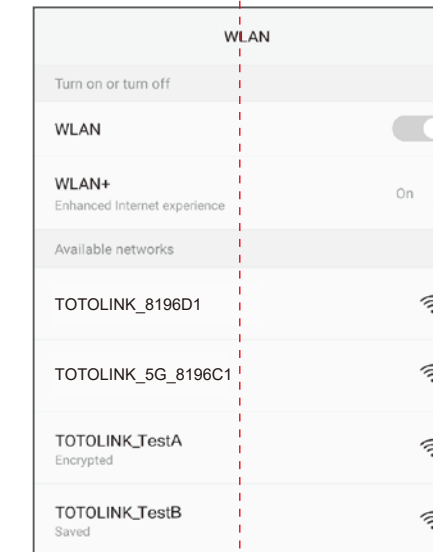 WLAN
Turn on or turn off
WLAN
WLAN+
Enhanced Internet experience
On
Available networks
TOTOLINK_8196D1
TOTOLINK_5G_8196C1
TOTOLINK_TestA
Encrypted
TOTOLINK_TestB
Saved